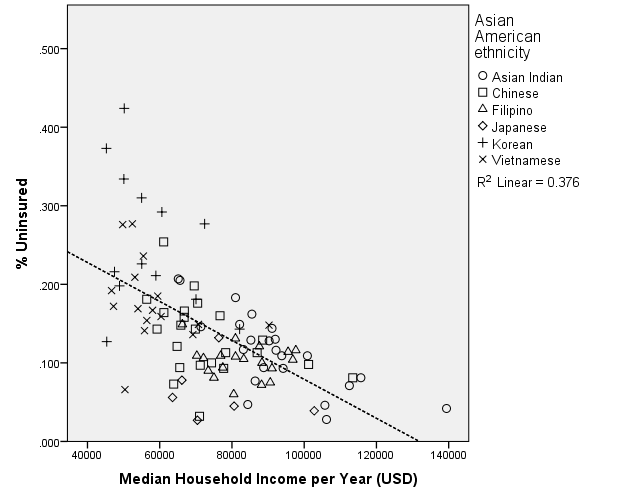 Asian
American
ethnicity
Asian Indian
Chinese
Filipino
Japanese
Korean
Vietnamese
R2 Linear = 0.376
% Uninsured
.500
.400
.300
.200
.100
.000
40000 60000 80000 100000 120000 140000
Median Household Income per Year (USD)